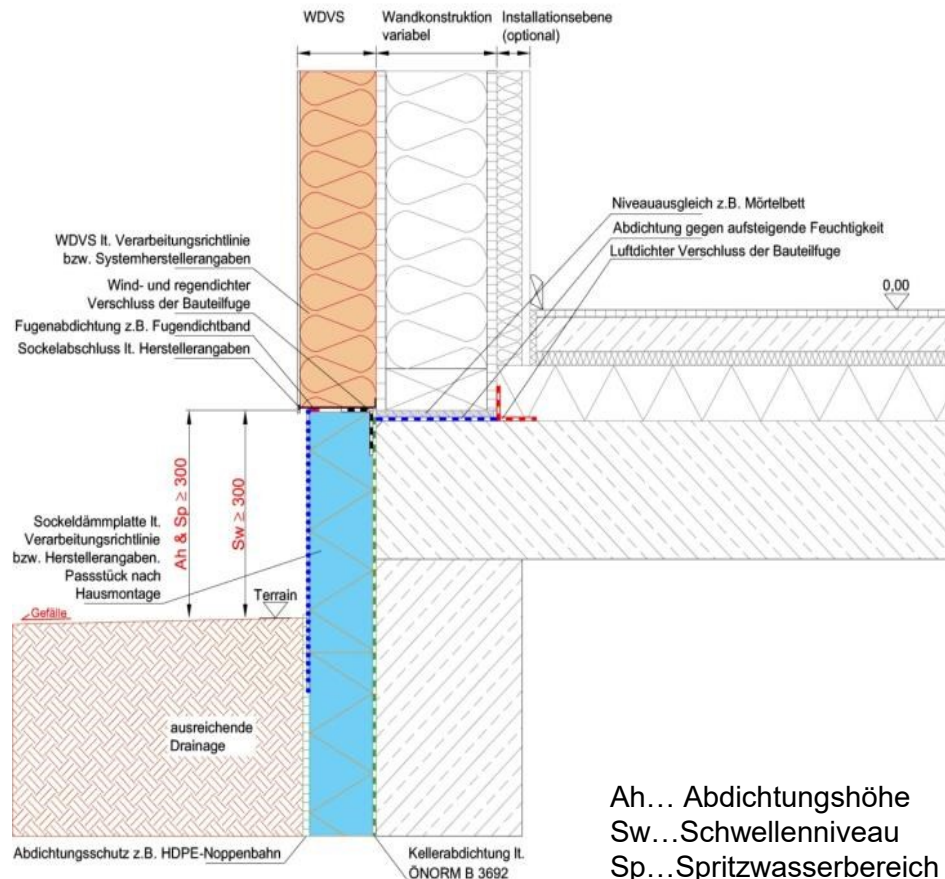 WDVS
Wandkonstruktion
variabel
Installationsebene
(optional)
Niveauausgleich z.B. Mörtelbett
Abdichtung gegen aufsteigende Feuchtigkeit
Luftdichter Verschluss der Bauteilfuge
WDVS lt. Verarbeitungsrichtlinie
bzw. Systemherstellerangaben
Wind- und regendichter
Verschluss der Bauteilfuge
Fugenabdichtung z.B. Fugendichtband
Sockelabschluss lt. Herstellerangaben
0,00
Ah & Sp ≥ 300
Sw ≥ 300
Sockeldämmplatte lt.
Verarbeitungsrichtlinie
bzw. Herstellerangaben.
Passstück nach
Hausmontage
Gefälle
Terrain
ausreichende
Drainage
Abdichtungsschutz z.B. HDPE-Noppenbahn
Kellerabdichtung lt.
ÖNORM B 3692
Ah... Abdichtungshöhe
Sw...Schwellenniveau
Sp...Spritzwasserbereich